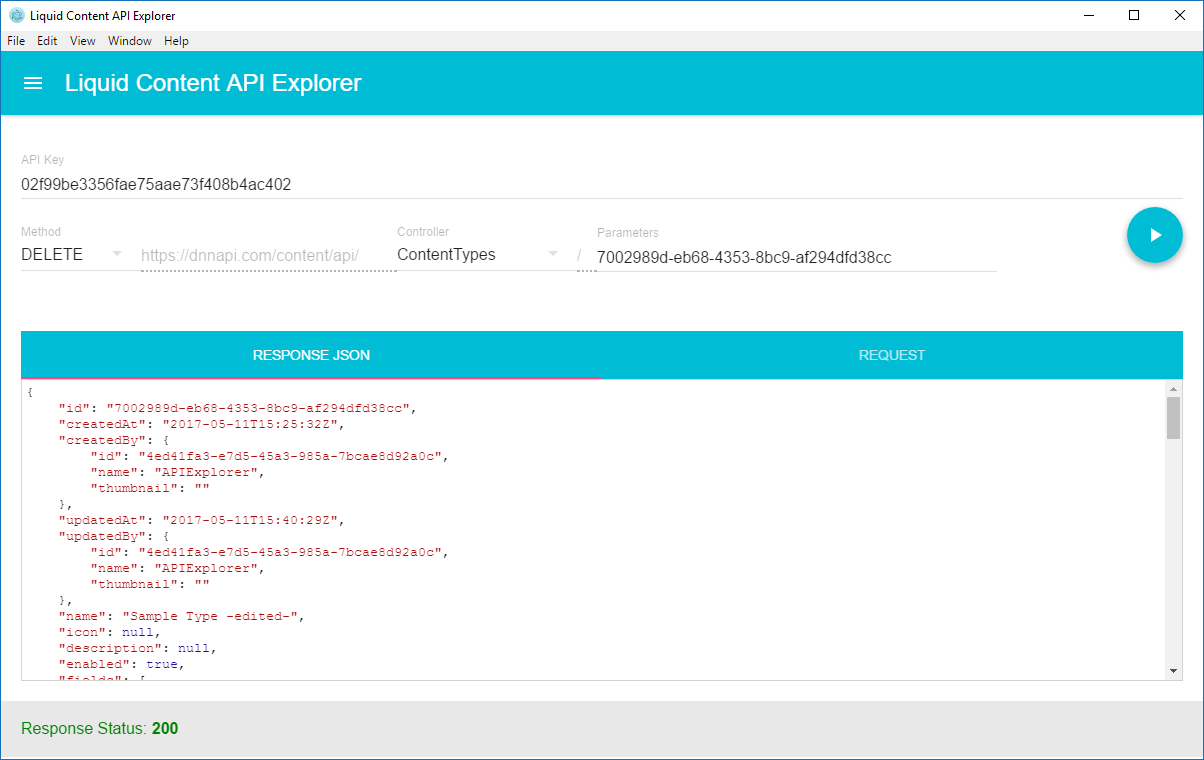 Liquid Content API Explorer
File Edit View Window Help
Liquid Content API Explorer
API Key
02f99be3356fae75aae73f408b4ac402
Method Controller Parameters
DELETE https://dnnapi.com/content/api/ ContentTypes / 7002989d-eb68-4353-8bc9-af294dfd38cc
RESPONSE JSON REQUEST
{
    "id": "7002989d-eb68-4353-8bc9-af294dfd38cc",
    "createdAt": "2017-05-11T15:25:32Z",
    "createdBy": {
        "id": "4ed41fa3-e7d5-45a3-985a-7bcae8d92a0c",
        "name": "APIExplorer",
        "thumbnail": ""
    },
    "updatedAt": "2017-05-11T15:40:29Z",
    "updatedBy": {
        "id": "4ed41fa3-e7d5-45a3-985a-7bcae8d92a0c",
        "name": "APIExplorer",
        "thumbnail": ""
    },
    "name": "Sample Type -edited-",
    "icon": null,
    "description": null,
    "enabled": true,
    "fields": [
Response Status: 200